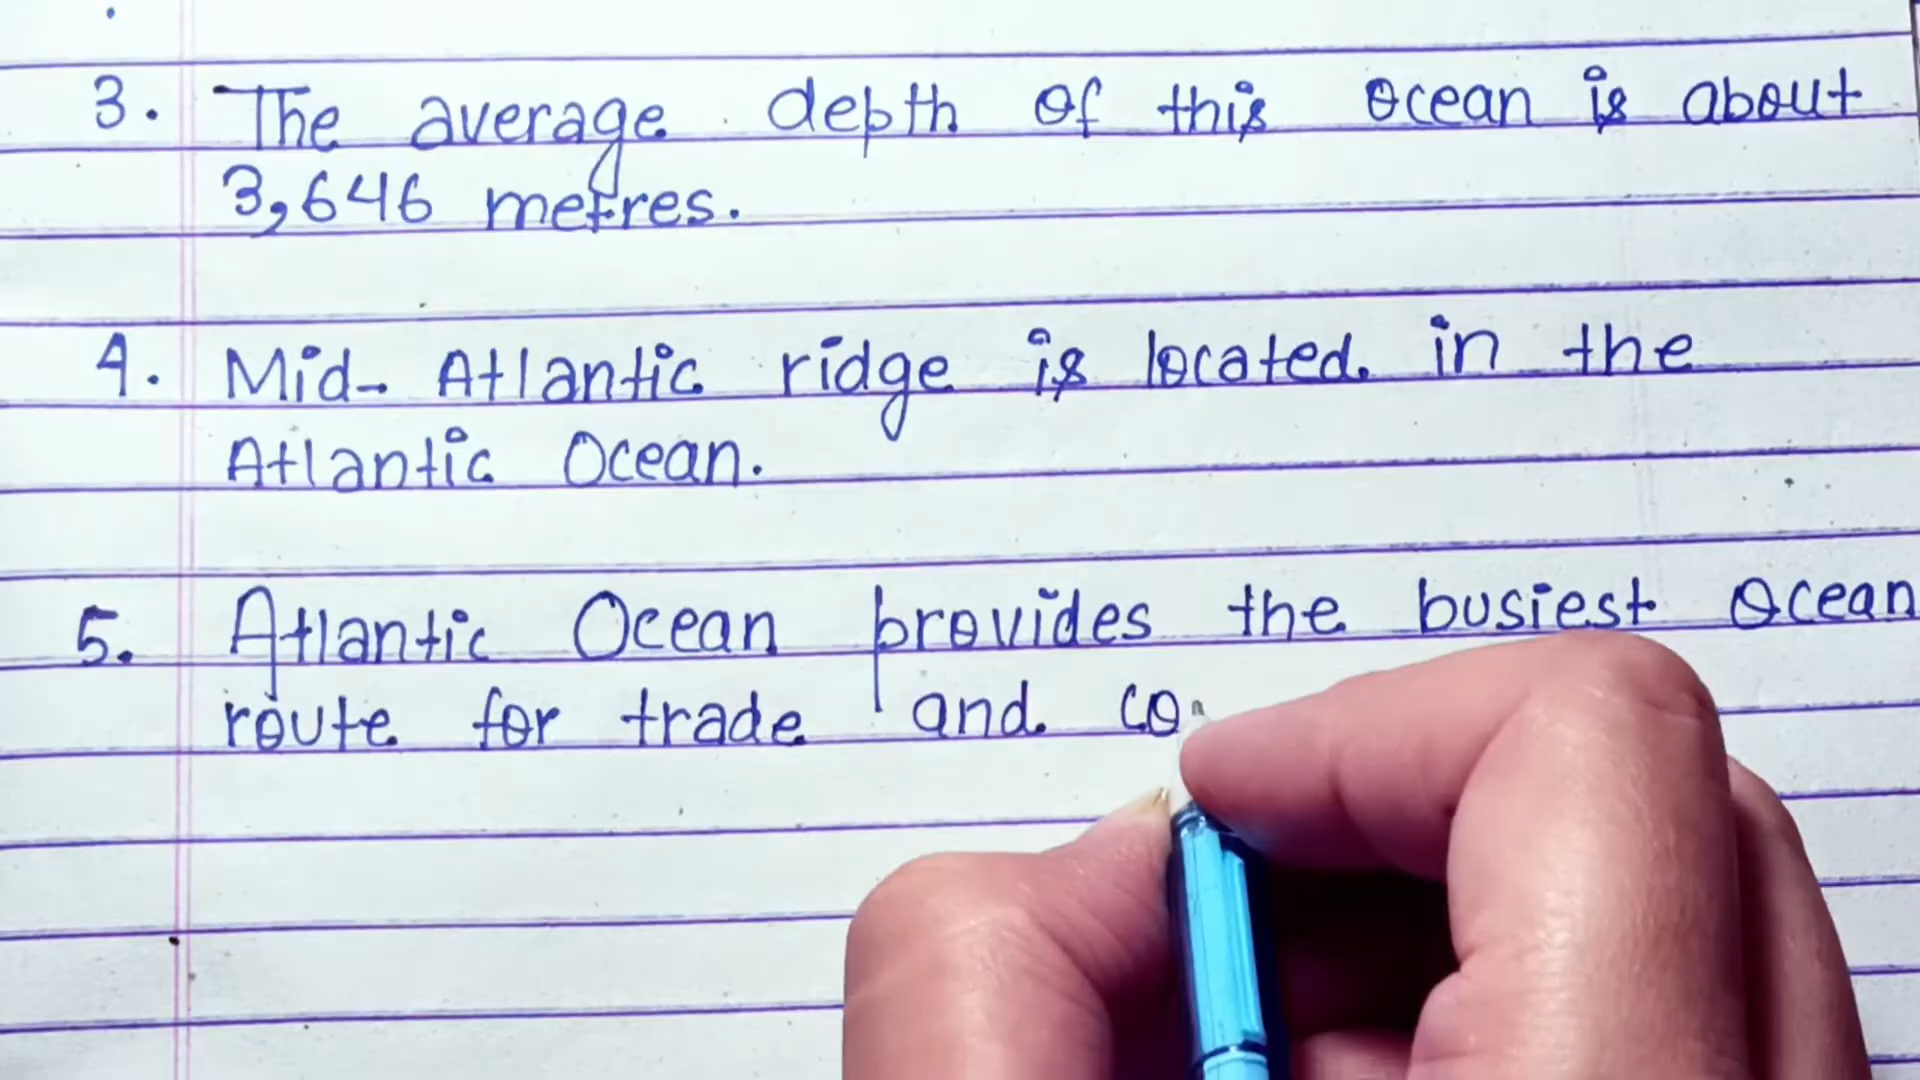 3. The average depth of this Ocean is about
3,646 metres.
4. Mid- Atlantic ridge is located in the
Atlantic Ocean.
5. Atlantic Ocean provides the busiest Ocean
route for trade and